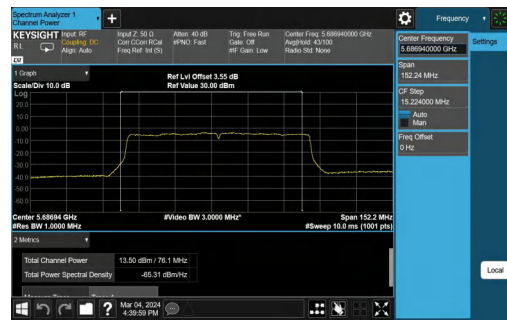 Spectrum Analyzer 1
Channel Power
Frequency
KEYSIGHT
Input: RF
Input Z: 50 Ω
Atten: 40 dB
Trig: Free Run
Center Freq: 5.686940000 GHz
RL
Coupling: DC
Corr CCorr RCal
#PNO: Fast
Gate: Off
Avg|Hold: 43/100
Align: Auto
Freq Ref: Int (S)
#IF Gain: Low
Radio Std: None
Center Frequency
5.686940000 GHz
Settings
Span
152.24 MHz
CF Step
15.224000 MHz
Auto
Man
Freq Offset
0 Hz
Local
1 Graph
Ref Lvl Offset 3.55 dB
Scale/Div 10.0 dB
Ref Value 30.00 dBm
Log
20.0
10.0
0.00
-10.0
-20.0
-30.0
-40.0
-50.0
-60.0
Center 5.68694 GHz
#Video BW 3.0000 MHz*
Span 152.2 MHz
#Res BW 1.0000 MHz
#Sweep 10.0 ms (1001 pts)
2 Metrics
Total Channel Power
13.50 dBm / 76.1 MHz
Total Power Spectral Density
-65.31 dBm/Hz
?
Mar 04, 2024
4:39:59 PM